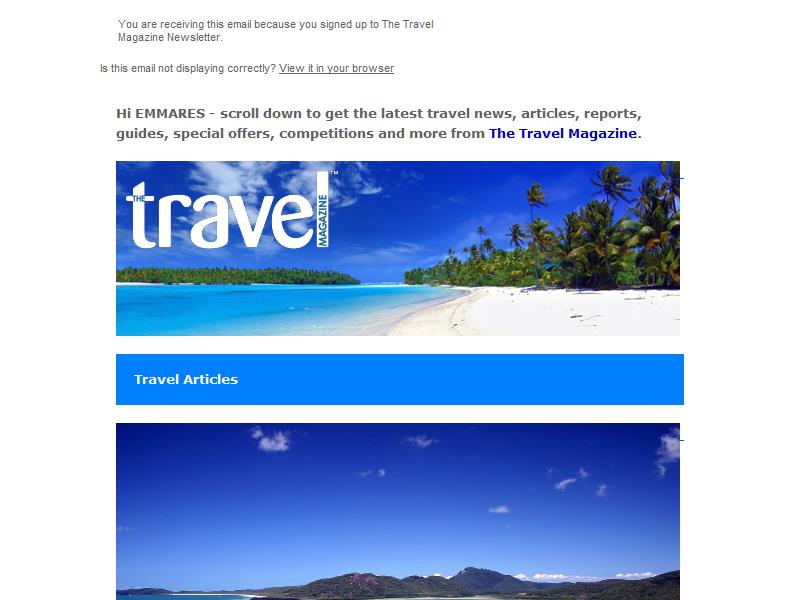 You are receiving this email because you signed up to The Travel
Magazine Newsletter.
Is this email not displaying correctly? View it in your browser
Hi EMMARES - scroll down to get the latest travel news, articles, reports,
guides, special offers, competitions and more from The Travel Magazine.
THE travel MAGAZINE™
Travel Articles